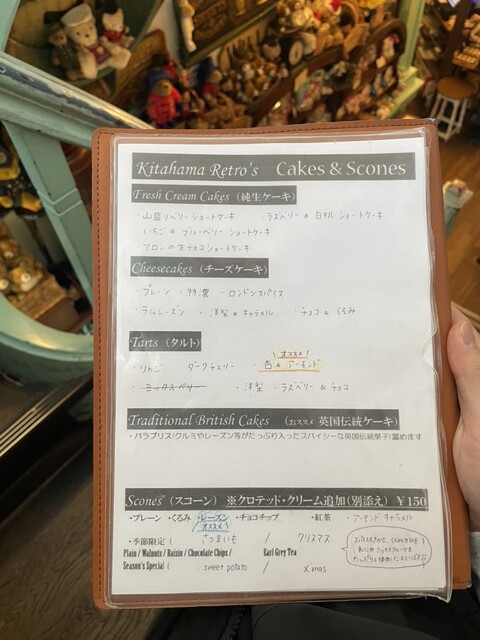 Kitahama Retro's Cakes & Scones
Fresh Cream Cakes (純生ケーキ)
・山盛りベリーショートケーキ ・ラズベリー & ショートケーキ
・いちご & ブルーベリーショートケーキ
・マロンの生チョコショートケーキ
Cheesecakes (チーズケーキ)
・プレーン ・特濃 ・ロンドンスパイス
・ラムレーズン ・洋梨 & キャラメル ・チョコ & くるみ
Tarts (タルト)
オススメ!
・りんご ダークチェリー ・杏 & アーモンド
・ミックスベリー ・洋梨 ・ラズベリー & チョコ
Traditional British Cakes (おススメ 英国伝統ケーキ)
・パラブリス(クルミやレーズン等がたっぷり入ったスパイシーな英国伝統菓子)温めます
Scones (スコーン) ※クロテッド・クリーム追加(別添え) ¥150
・プレーン ・くるみ ・レーズン ・チョコチップ ・紅茶 ・アーモンドキャラメル
オススメ!
・季節限定( さつまいも / クリスマス
Plain / Walnuts / Raisin / Chocolate Chips / Earl Grey Tea
Season's Special ( sweet potato / X'mas